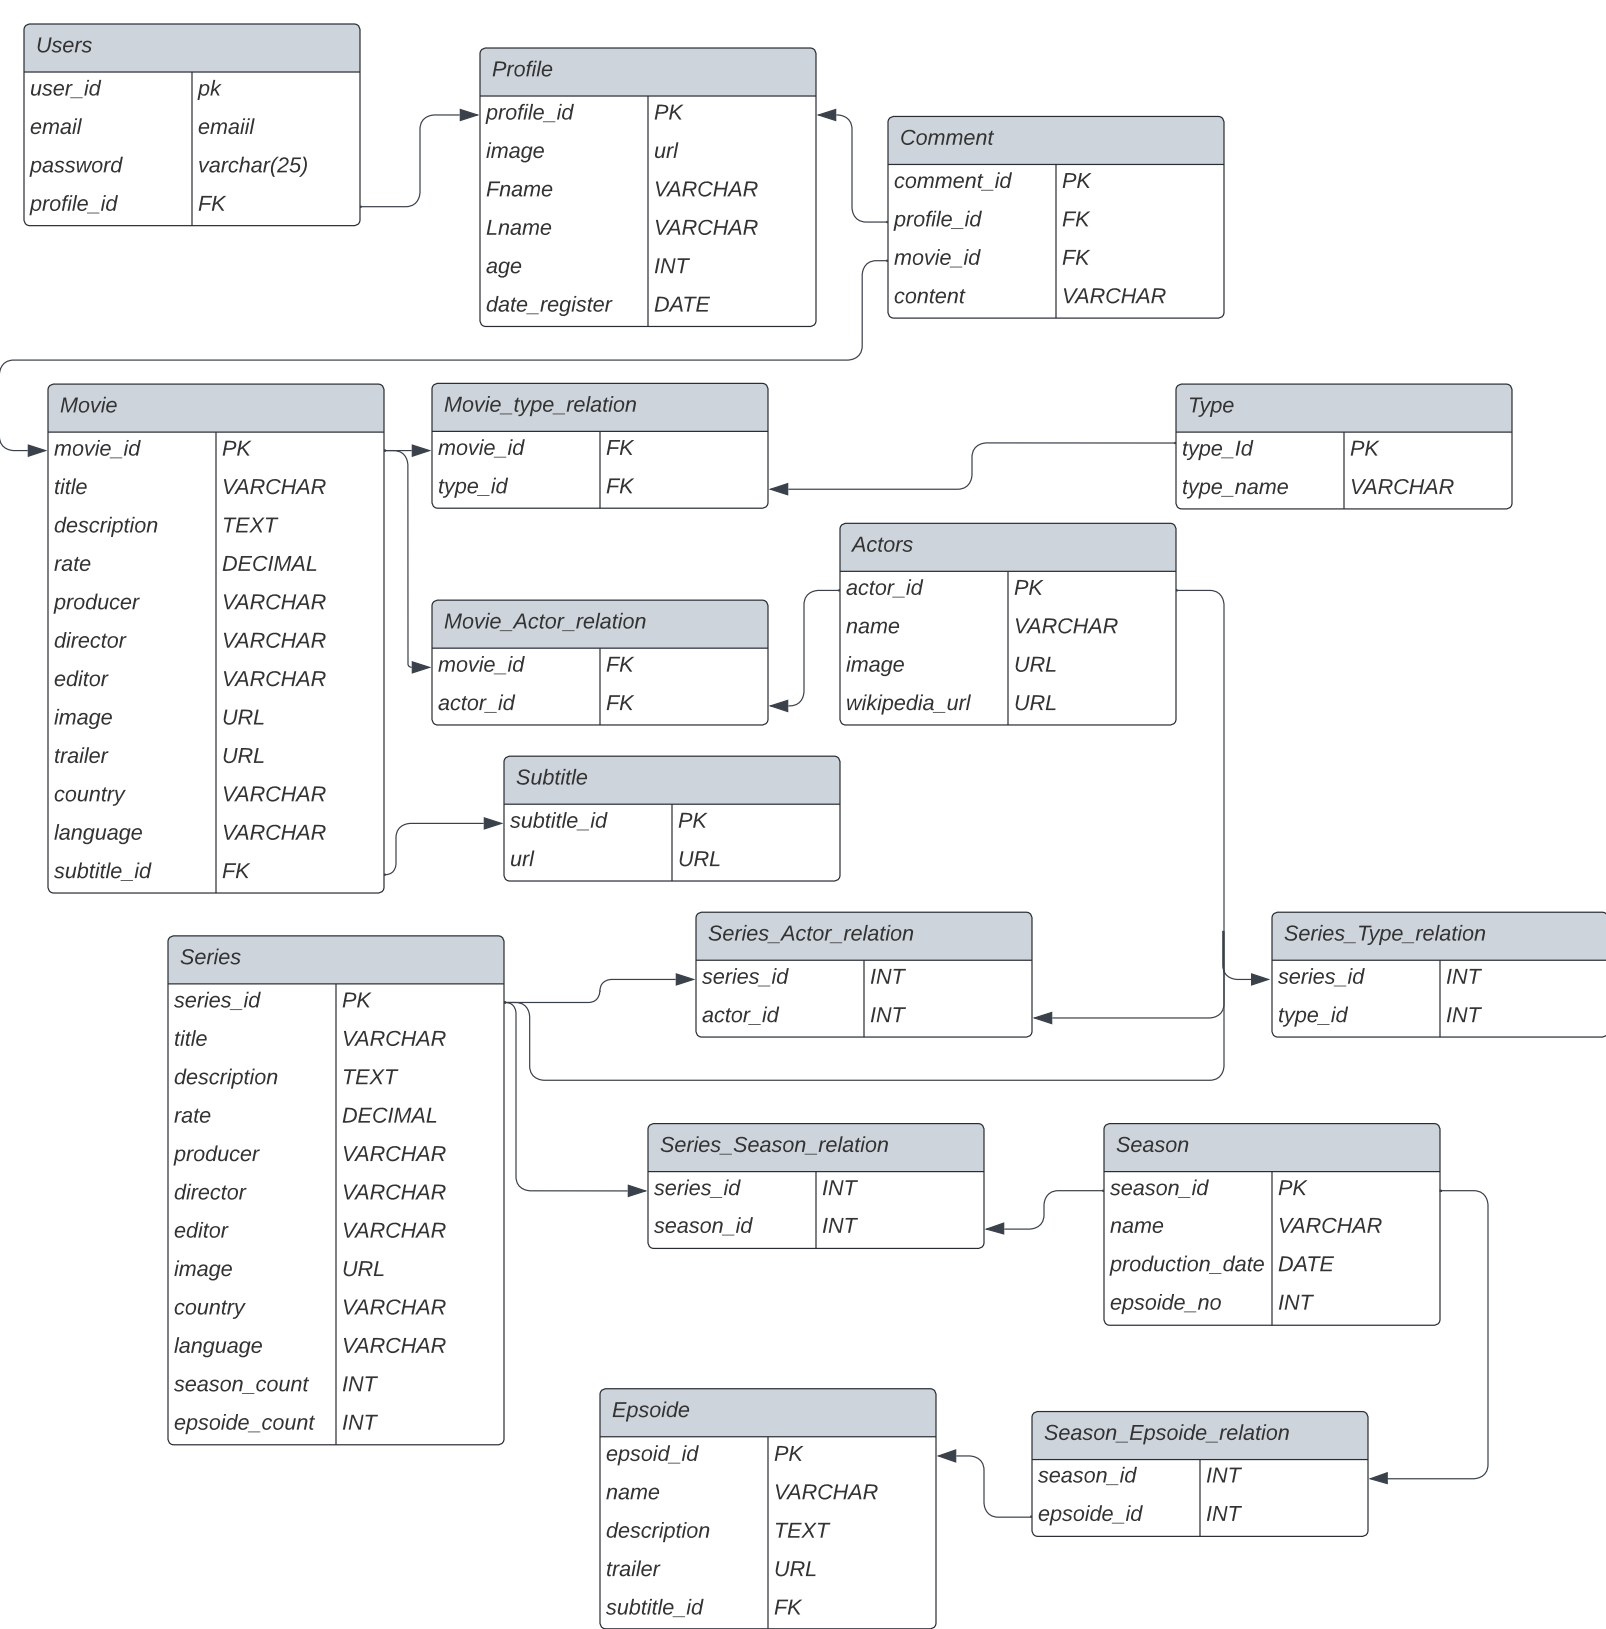 Users
user_id pk
email emaiil
password varchar(25)
profile_id FK
Profile
profile_id PK
image url
Fname VARCHAR
Lname VARCHAR
age INT
date_register DATE
Comment
comment_id PK
profile_id FK
movie_id FK
content VARCHAR
Movie
movie_id PK
title VARCHAR
description TEXT
rate DECIMAL
producer VARCHAR
director VARCHAR
editor VARCHAR
image URL
trailer URL
country VARCHAR
language VARCHAR
subtitle_id FK
Movie_type_relation
movie_id FK
type_id FK
Type
type_Id PK
type_name VARCHAR
Actors
actor_id PK
name VARCHAR
image URL
wikipedia_url URL
Movie_Actor_relation
movie_id FK
actor_id FK
Subtitle
subtitle_id PK
url URL
Series
series_id PK
title VARCHAR
description TEXT
rate DECIMAL
producer VARCHAR
director VARCHAR
editor VARCHAR
image URL
country VARCHAR
language VARCHAR
season_count INT
epsoide_count INT
Series_Actor_relation
series_id INT
actor_id INT
Series_Type_relation
series_id INT
type_id INT
Series_Season_relation
series_id INT
season_id INT
Season
season_id PK
name VARCHAR
production_date DATE
epsoide_no INT
Epsoide
epsoid_id PK
name VARCHAR
description TEXT
trailer URL
subtitle_id FK
Season_Epsoide_relation
season_id INT
epsoide_id INT